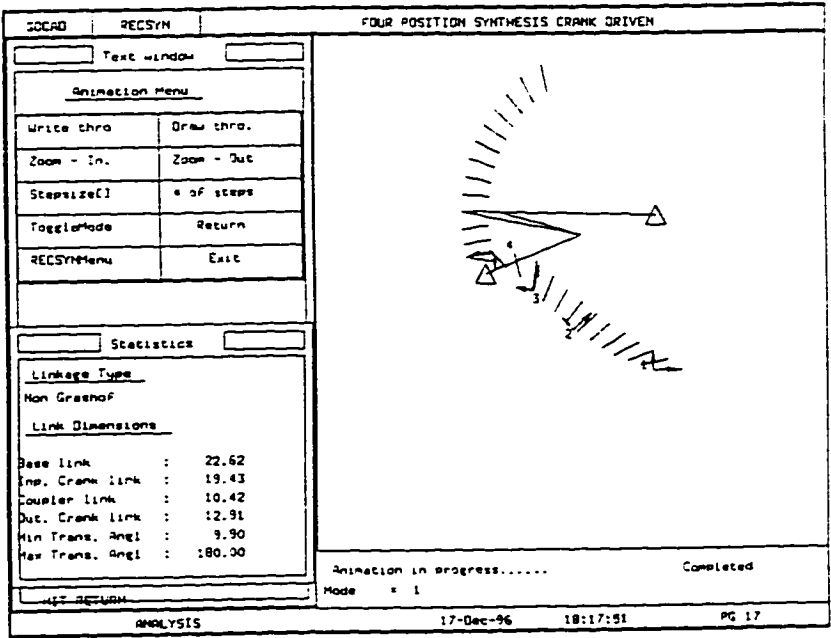 SOCAD RECSYN FOUR POSITION SYNTHESIS CRANK DRIVEN
Text window
Animation Menu
Write thro Draw thro.
Zoom - In. Zoom - Out
Stepsize[] # of steps
ToggleMode Return
RECSYNMenu Exit
Statistics
Linkage Type
Non Grashof
Link Dimensions
Base link : 22.62
Inp. Crank link : 19.43
Coupler link : 10.42
Out. Crank link : 12.91
Min Trans. Angl : 9.90
Max Trans. Angl : 180.00
HIT RETURN
4
3
2
1
Animation in progress...... Completed
Mode = 1
ANALYSIS 17-Dec-96 18:17:51 PG 17